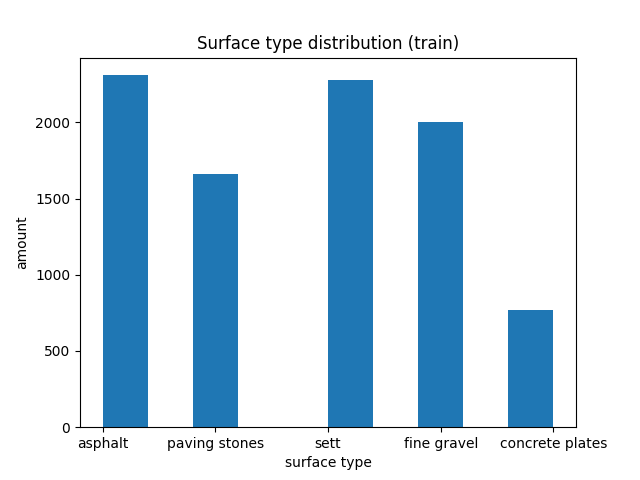 Surface type distribution (train)
2000
1500
1000
500
0
amount
asphalt paving stones sett fine gravel concrete plates
surface type